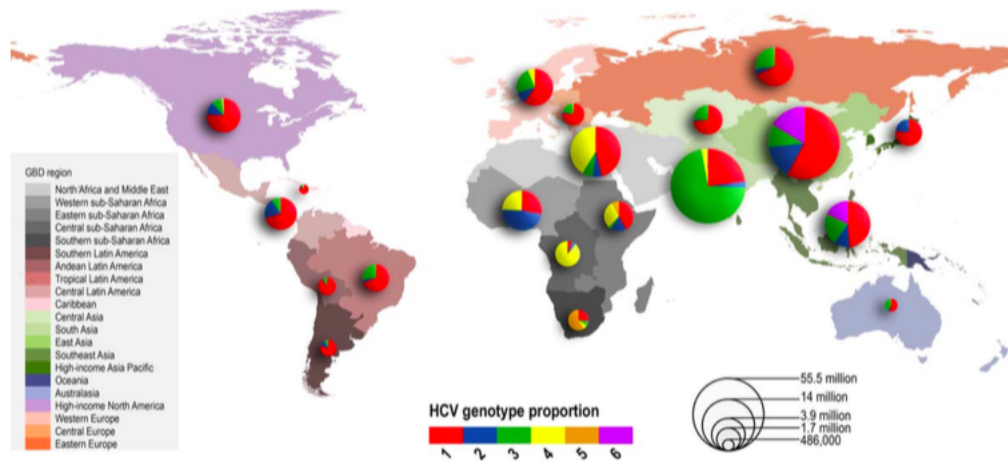 GBD region
North Africa and Middle East
Western sub-Saharan Africa
Eastern sub-Saharan Africa
Central sub-Saharan Africa
Southern sub-Saharan Africa
Southern Latin America
Andean Latin America
Tropical Latin America
Central Latin America
Caribbean
Central Asia
South Asia
East Asia
Southeast Asia
High-income Asia Pacific
Oceania
Australasia
High-income North America
Western Europe
Central Europe
Eastern Europe
HCV genotype proportion
1 2 3 4 5 6
55.5 million
14 million
3.9 million
1.7 million
486,000